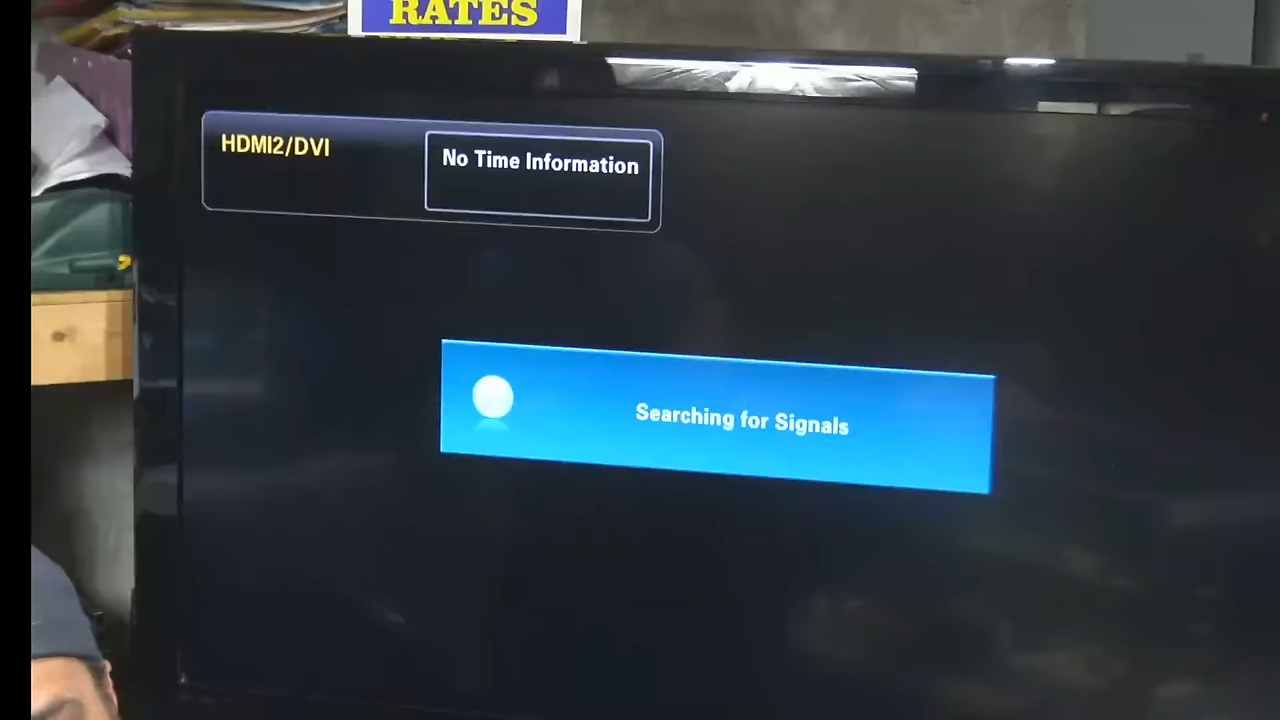 RATES
HDMI2/DVI
No Time Information
Searching for Signals